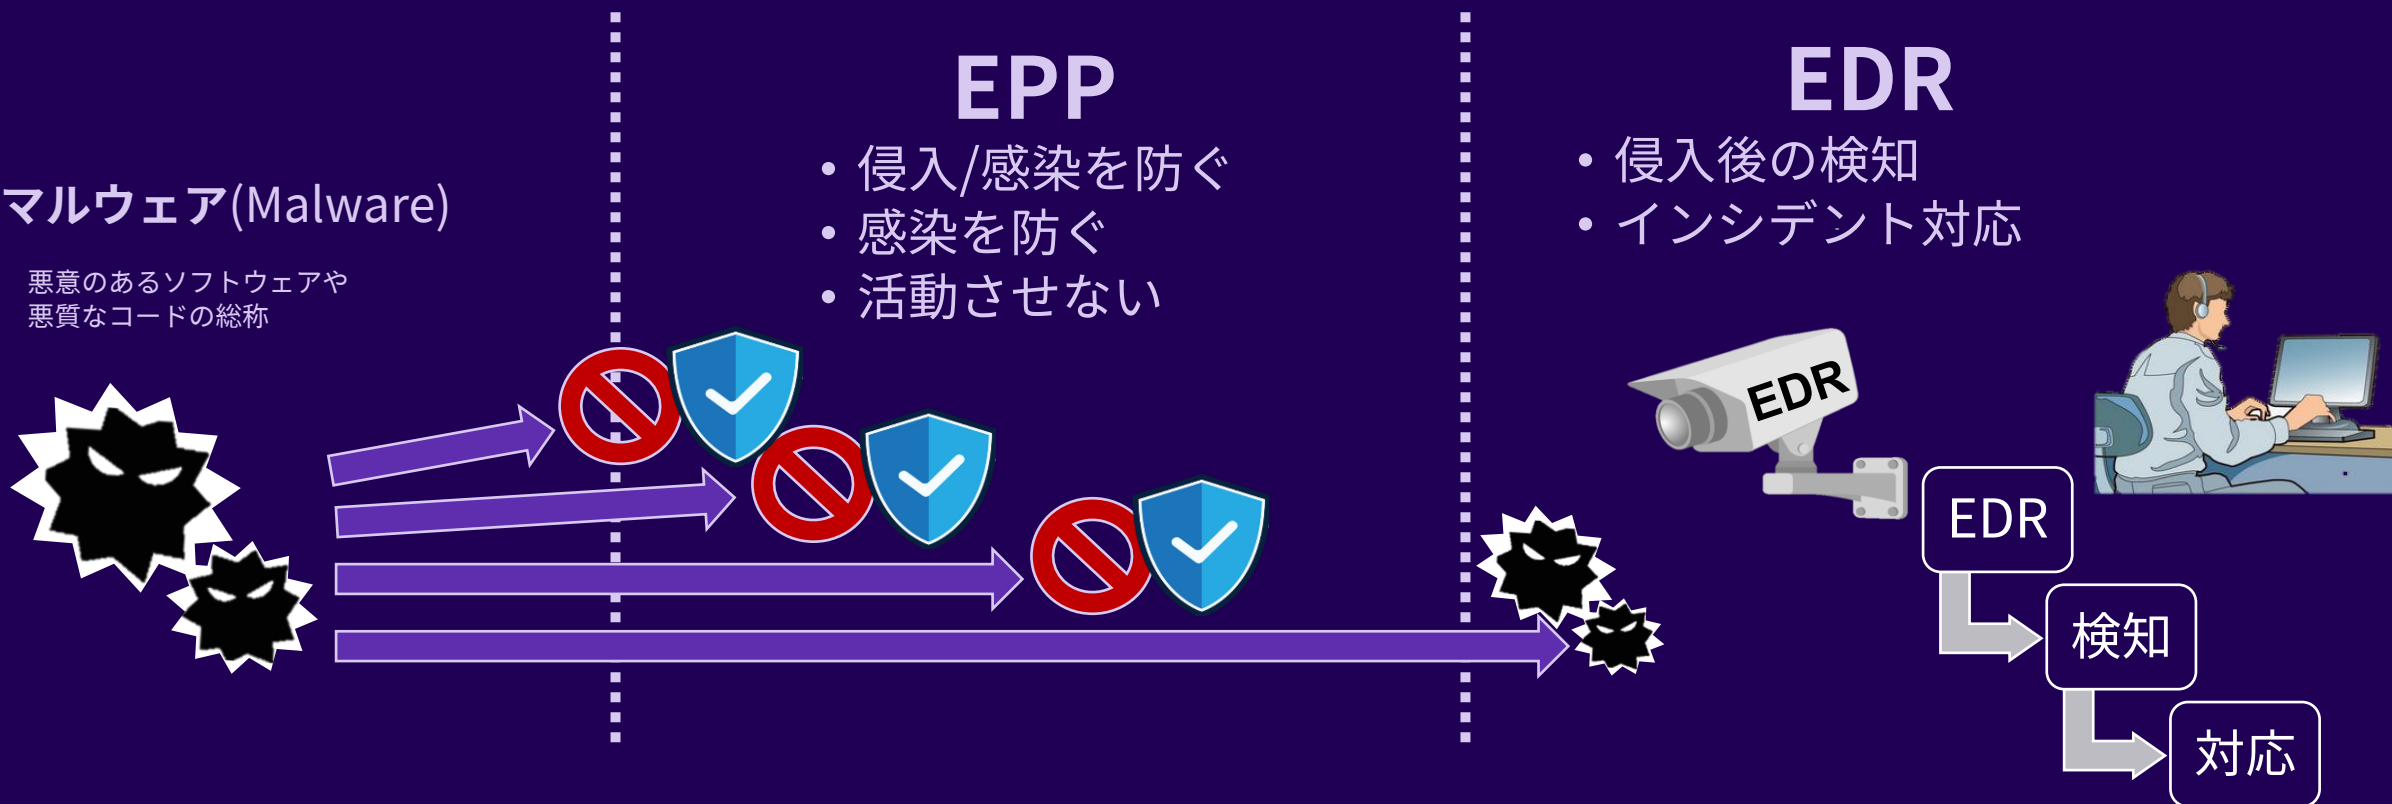 マルウェア(Malware)
悪意のあるソフトウェアや
悪質なコードの総称
EPP
• 侵入/感染を防ぐ
• 感染を防ぐ
• 活動させない
EDR
• 侵入後の検知
• インシデント対応
EDR
EDR
検知
対応